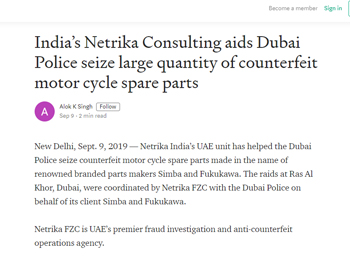 Become a member Sign in
India's Netrika Consulting aids Dubai
Police seize large quantity of counterfeit
motor cycle spare parts
A Alok K Singh Follow
Sep 9 · 2 min read
New Delhi, Sept. 9, 2019 — Netrika India's UAE unit has helped the Dubai
Police seize counterfeit motor cycle spare parts made in the name of
renowned branded parts makers Simba and Fukukawa. The raids at Ras Al
Khor, Dubai, were coordinated by Netrika FZC with the Dubai Police on
behalf of its client Simba and Fukukawa.
Netrika FZC is UAE's premier fraud investigation and anti-counterfeit
operations agency.